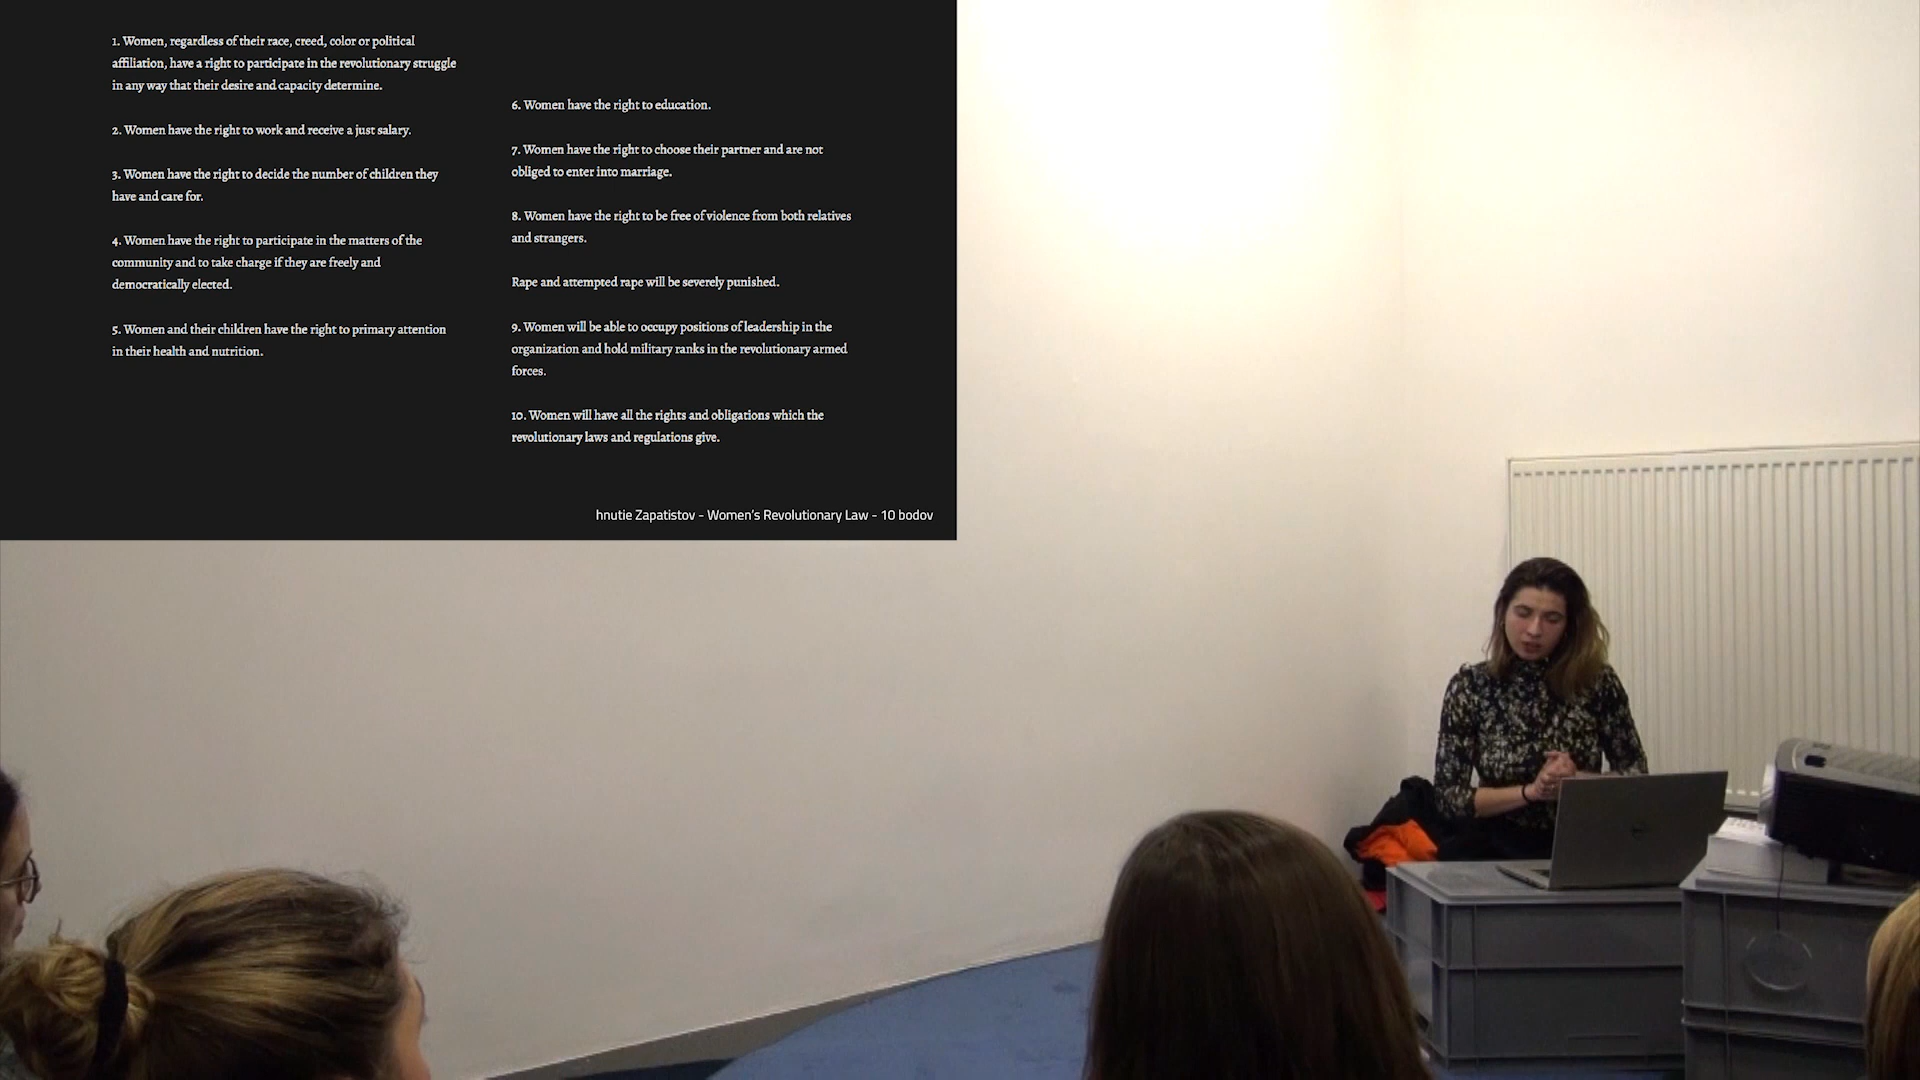 1. Women, regardless of their race, creed, color or political
affiliation, have a right to participate in the revolutionary struggle
in any way that their desire and capacity determine.
2. Women have the right to work and receive a just salary.
3. Women have the right to decide the number of children they
have and care for.
4. Women have the right to participate in the matters of the
community and to take charge if they are freely and
democratically elected.
5. Women and their children have the right to primary attention
in their health and nutrition.
6. Women have the right to education.
7. Women have the right to choose their partner and are not
obliged to enter into marriage.
8. Women have the right to be free of violence from both relatives
and strangers.
Rape and attempted rape will be severely punished.
9. Women will be able to occupy positions of leadership in the
organization and hold military ranks in the revolutionary armed
forces.
10. Women will have all the rights and obligations which the
revolutionary laws and regulations give.
hnutie Zapatistov - Women's Revolutionary Law - 10 bodov